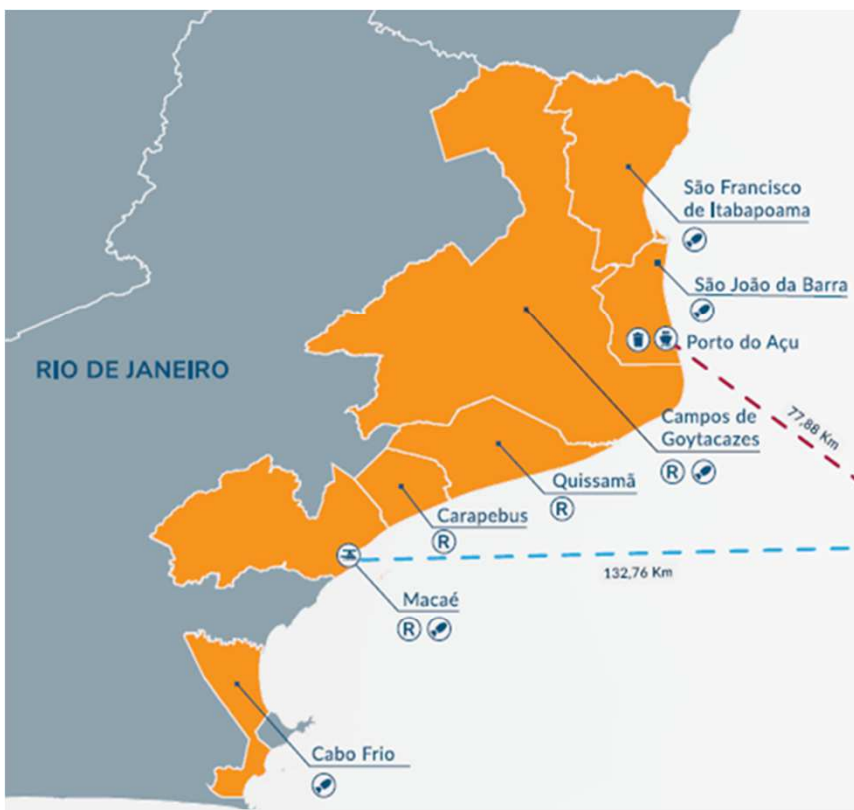 São Francisco
de Itabapoama
São João da Barra
Porto do Açu
RIO DE JANEIRO
77,88 Km
Campos de
Goytacazes
R
Quissamã
R
Carapebus
R
132,76 Km
Macaé
R
Cabo Frio